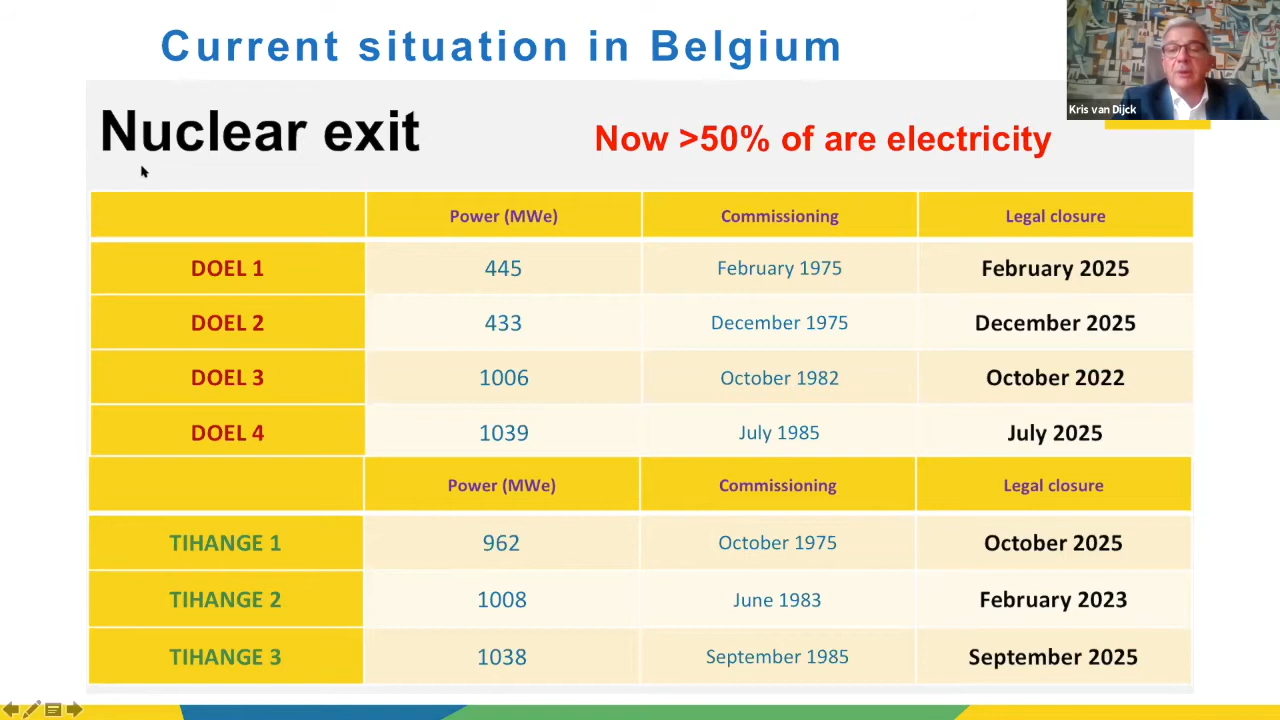 Current situation in Belgium
Kris van Dijck
Nuclear exit
Now >50% of are electricity
Power (MWe) Commissioning Legal closure
DOEL 1 445 February 1975 February 2025
DOEL 2 433 December 1975 December 2025
DOEL 3 1006 October 1982 October 2022
DOEL 4 1039 July 1985 July 2025
Power (MWe) Commissioning Legal closure
TIHANGE 1 962 October 1975 October 2025
TIHANGE 2 1008 June 1983 February 2023
TIHANGE 3 1038 September 1985 September 2025